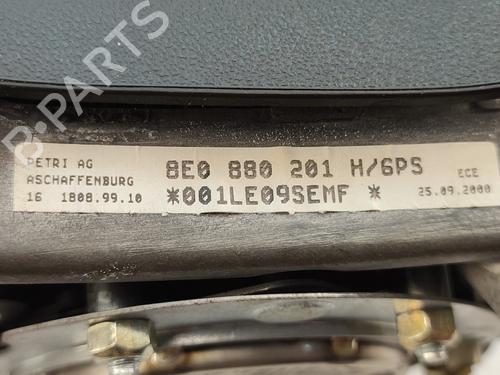 B-Parts
PETRI AG 8E0 880 201 H/6PS ECE
ASCHAFFENBURG *001LE09SEMF * 25.09.2000
16 1808.99.10